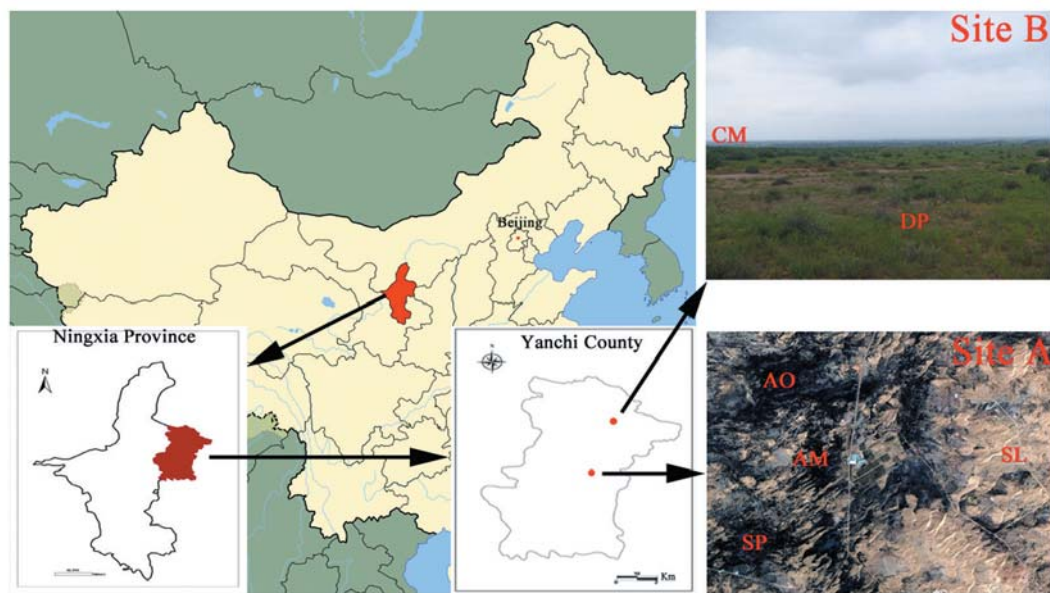 Site B
CM
DP
Beijing
Ningxia Province
N
Yanchi County
Km
Site A
AO
AM
SL
SP